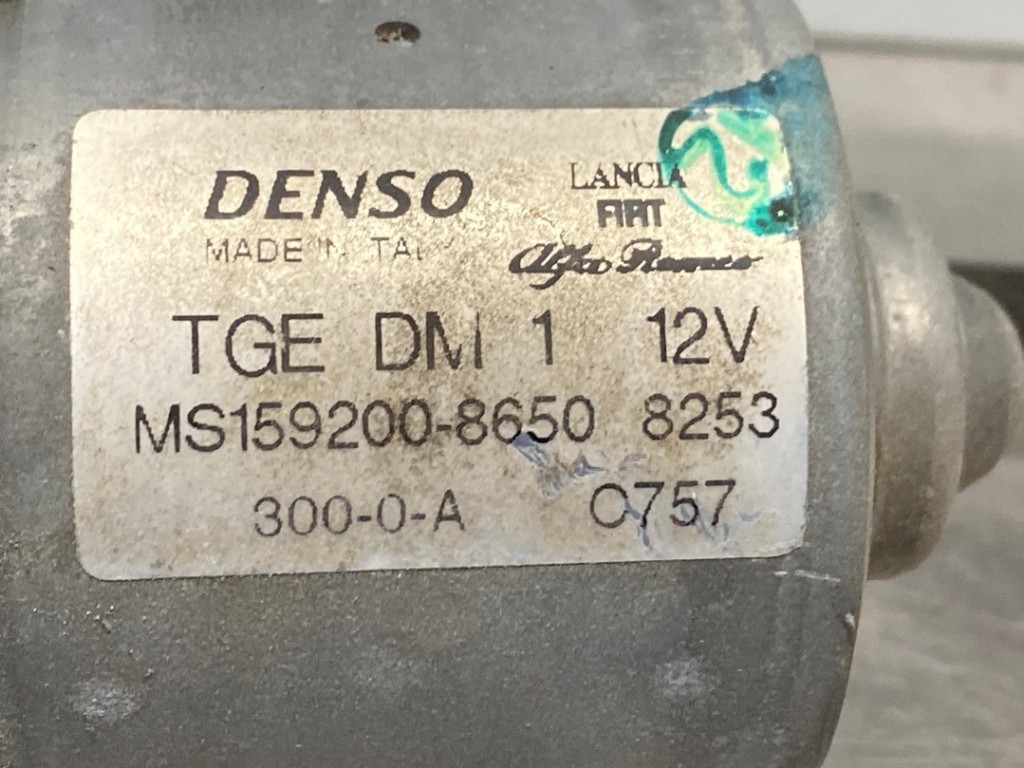 DENSO
MADE IN ITALY
LANCIA
FIAT
Alfa Romeo
TGE DM 1 12V
MS159200-8650 8253
300-0-A C757